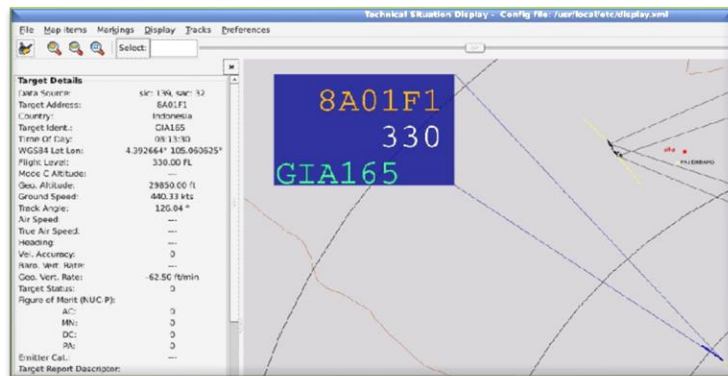 Technical SItuation Display - Config file: /usr/local/etc/display.xml
File Map items Markings Display Tracks Preferences
Select:
Target Details
Data Source: sic: 139, sac: 32
Target Address: 8A01F1
Country: Indonesia
Target Ident.: GIA165
Time Of Day: 08:13:30
WGS84 Lat Lon: 4.392664° 105.060625°
Flight Level: 330.00 FL
Mode C Altitude: ---
Geo. Altitude: 29850.00 ft
Ground Speed: 440.33 kts
Track Angle: 126.04 °
Air Speed: ---
True Air Speed: ---
Heading: ---
Vel. Accuracy: 0
Baro. Vert. Rate: ---
Geo. Vert. Rate: -62.50 ft/min
Target Status: 0
Figure of Merit (NUC-P):
AC: 0
MN: 0
DC: 0
PA: 0
Emitter Cat.: ---
Target Report Descriptor:
8A01F1
330
GIA165